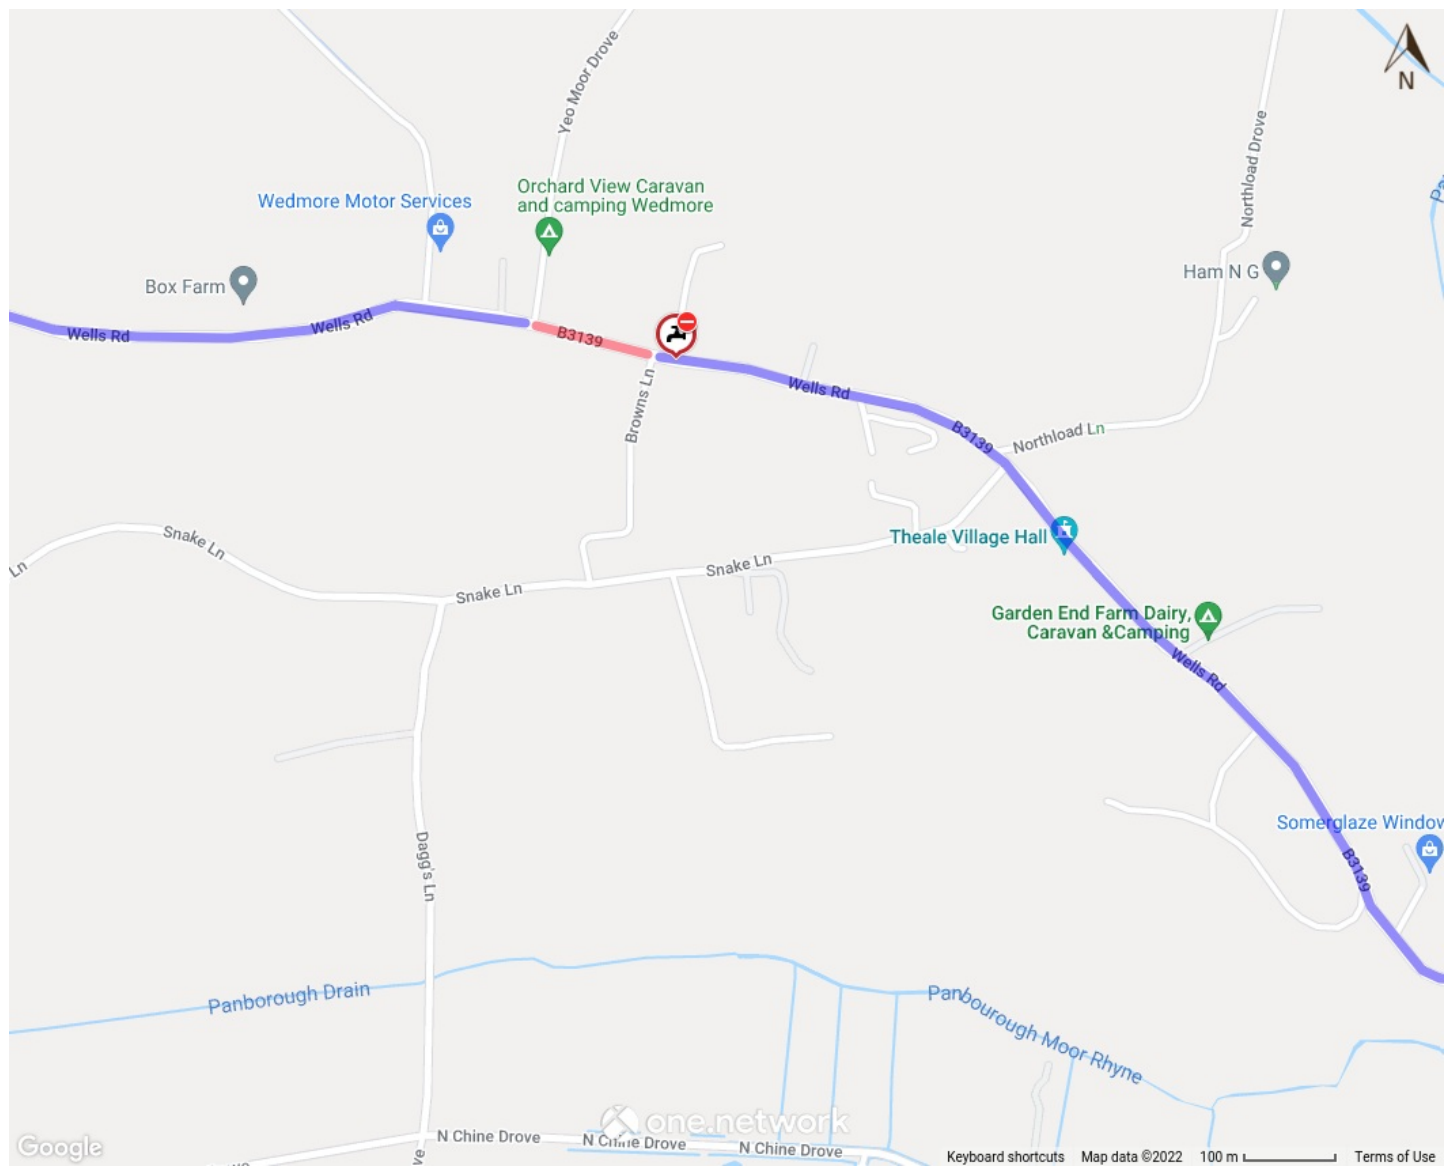 N
Yeo Moor Drove
Northload Drove
Orchard View Caravan
and camping Wedmore
Wedmore Motor Services
Ham N G
Box Farm
Wells Rd
Wells Rd
B3139
Browns Ln
Wells Rd
B3139
Northload Ln
Snake Ln
Theale Village Hall
Snake Ln
Ln
Snake Ln
Garden End Farm Dairy,
Caravan &Camping
Wells Rd
Somerglaze Window
B3139
Dagg's Ln
Panborough Drain
Panbourough Moor Rhyne
one.network
N Chine Drove
N Chine Drove
N Chine Drove
Google
Keyboard shortcuts
Map data ©2022
100 m
Terms of Use